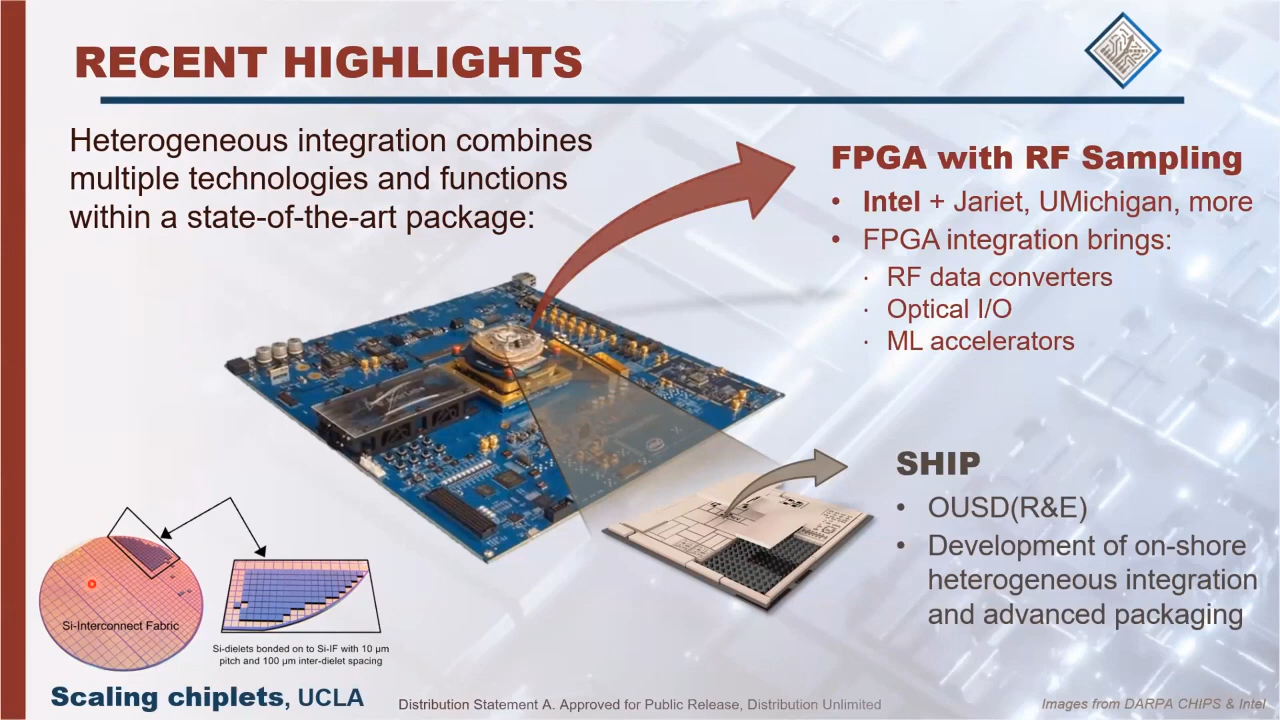 RECENT HIGHLIGHTS
Heterogeneous integration combines
multiple technologies and functions
within a state-of-the-art package:
FPGA with RF Sampling
• Intel + Jariet, UMichigan, more
• FPGA integration brings:
· RF data converters
· Optical I/O
· ML accelerators
SHIP
• OUSD(R&E)
• Development of on-shore
heterogeneous integration
and advanced packaging
Si-Interconnect Fabric
Si-dielets bonded on to Si-IF with 10 µm
pitch and 100 µm inter-dielet spacing
Scaling chiplets, UCLA
Distribution Statement A. Approved for Public Release, Distribution Unlimited
Images from DARPA CHIPS & Intel